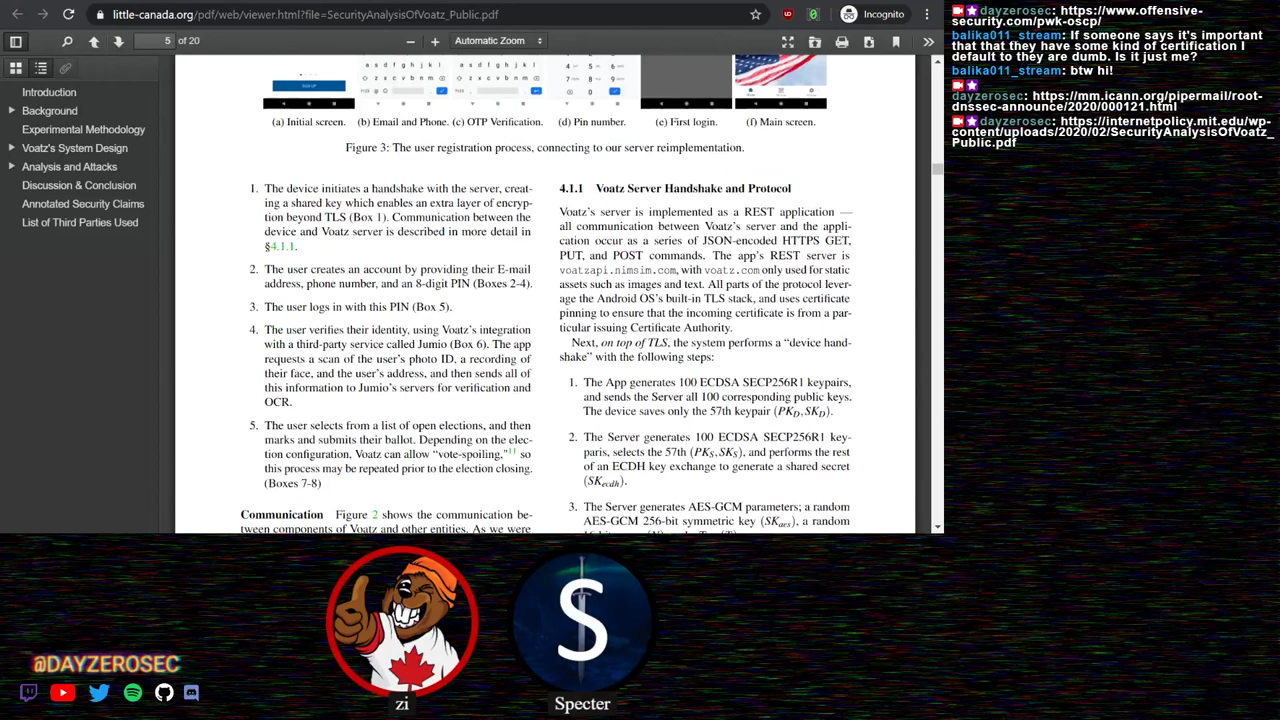 little-canada.org/pdf/web/viewer.html?file=SecurityAnalysisOfVoatz_Public.pdf
Incognito
5 of 20
Automatic Zoom
Introduction
Background
Experimental Methodology
Voatz's System Design
Analysis and Attacks
Discussion & Conclusion
Annotated Security Claims
List of Third Parties Used
(a) Initial screen. (b) Email and Phone. (c) OTP Verification. (d) Pin number. (e) First login. (f) Main screen.
Figure 3: The user registration process, connecting to our server reimplementation.
1. The device initiates a handshake with the server, creat-
ing a shared key which enables an extra layer of encryp-
tion beyond TLS (Box 1). Communication between the
device and Voatz server is described in more detail in
§4.1.1.
2. The user creates an account by providing their E-mail
address, phone number, and an 8-digit PIN (Boxes 2-4).
3. The user logs in with this PIN (Box 5).
4. The user verifies their identity, using Voatz's integration
with a third-party service called Jumio (Box 6). The app
requests a scan of the user's photo ID, a recording of
their face, and the user's address, and then sends all of
this information to Jumio's servers for verification and
OCR.
5. The user selects from a list of open elections, and then
marks and submits their ballot. Depending on the elec-
tion configuration, Voatz can allow “vote-spoiling,”11 so
this process may be repeated prior to the election closing.
(Boxes 7-8)
Communication Figure 2 shows the communication be-
tween components of Voatz and other entities. As we were
4.1.1 Voatz Server Handshake and Protocol
Voatz's server is implemented as a REST application —
all communication between Voatz's server and the appli-
cation occur as a series of JSON-encoded HTTPS GET,
PUT, and POST commands. The app's REST server is
voatzapi.nimsim.com, with voatz.com only used for static
assets such as images and text. All parts of the protocol lever-
age the Android OS's built-in TLS stack, and uses certificate
pinning to ensure that the incoming certificate is from a par-
ticular issuing Certificate Authority.
Next, on top of TLS, the system performs a “device hand-
shake” with the following steps:
1. The App generates 100 ECDSA SECP256R1 keypairs,
and sends the Server all 100 corresponding public keys.
The device saves only the 57th keypair (PKD, SKD).
2. The Server generates 100 ECDSA SECP256R1 key-
paris, selects the 57th (PKS, SKS), and performs the rest
of an ECDH key exchange to generate a shared secret
(SKecdh).
3. The Server generates AES-GCM parameters; a random
AES-GCM 256-bit symmetric key (SKaes), a random
dayzerosec: https://www.offensive-
security.com/pwk-oscp/
balika011_stream: If someone says it's important
that that they have some kind of certification I
default to they are dumb. Is it just me?
balika011_stream: btw hi!
dayzerosec: https://mm.icann.org/pipermail/root-
dnssec-announce/2020/000121.html
dayzerosec: https://internetpolicy.mit.edu/wp-
content/uploads/2020/02/SecurityAnalysisOfVoatz_
Public.pdf
@DAYZEROSEC
zi
S
Specter